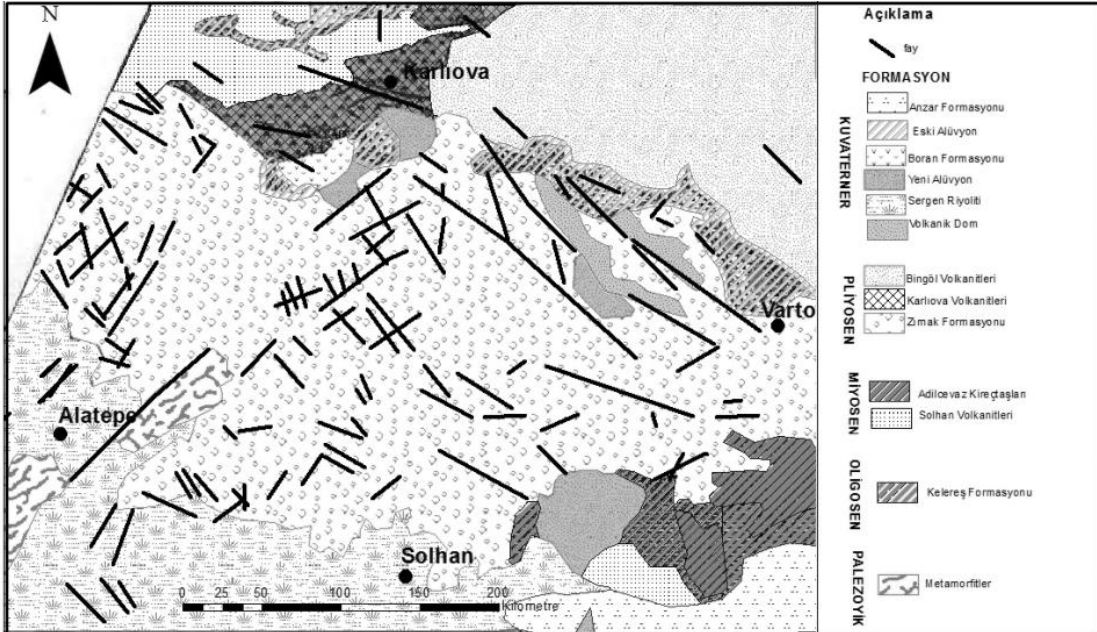 N
Karlıova
Varto
Alatepe
Solhan
0 25 50 100 150 200
Kilometre
Açıklama
fay
FORMASYON
KUVATERNER
Anzar Formasyonu
Eski Alüvyon
Boran Formasyonu
Yeni Alüvyon
Sergen Riyoliti
Volkanik Dom
PLİYOSEN
Bingöl Volkanitleri
Karlıova Volkanitleri
Zırnak Formasyonu
MİYOSEN
Adilcevaz Kireçtaşları
Solhan Volkanitleri
OLİGOSEN
Kelereş Formasyonu
PALEZOYİK
Metamorfitler